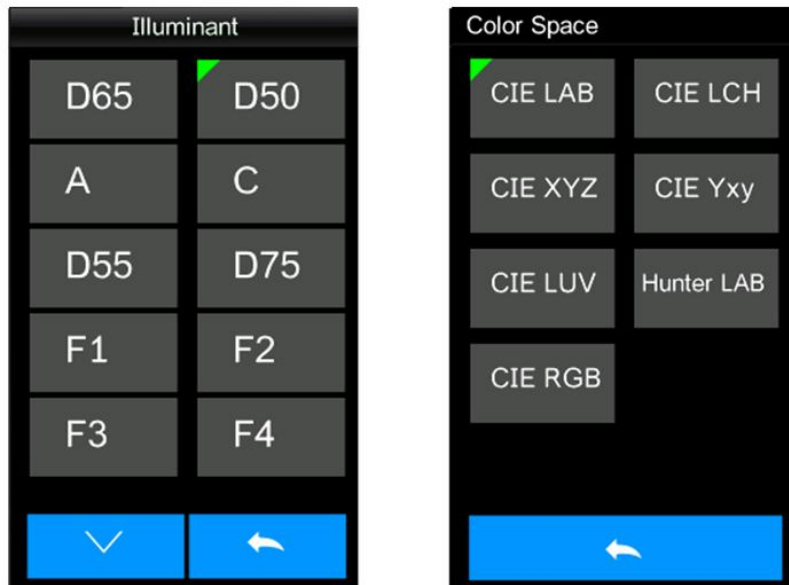 Illuminant
D65
D50
A
C
D55
D75
F1
F2
F3
F4
Color Space
CIE LAB
CIE LCH
CIE XYZ
CIE Yxy
CIE LUV
Hunter LAB
CIE RGB